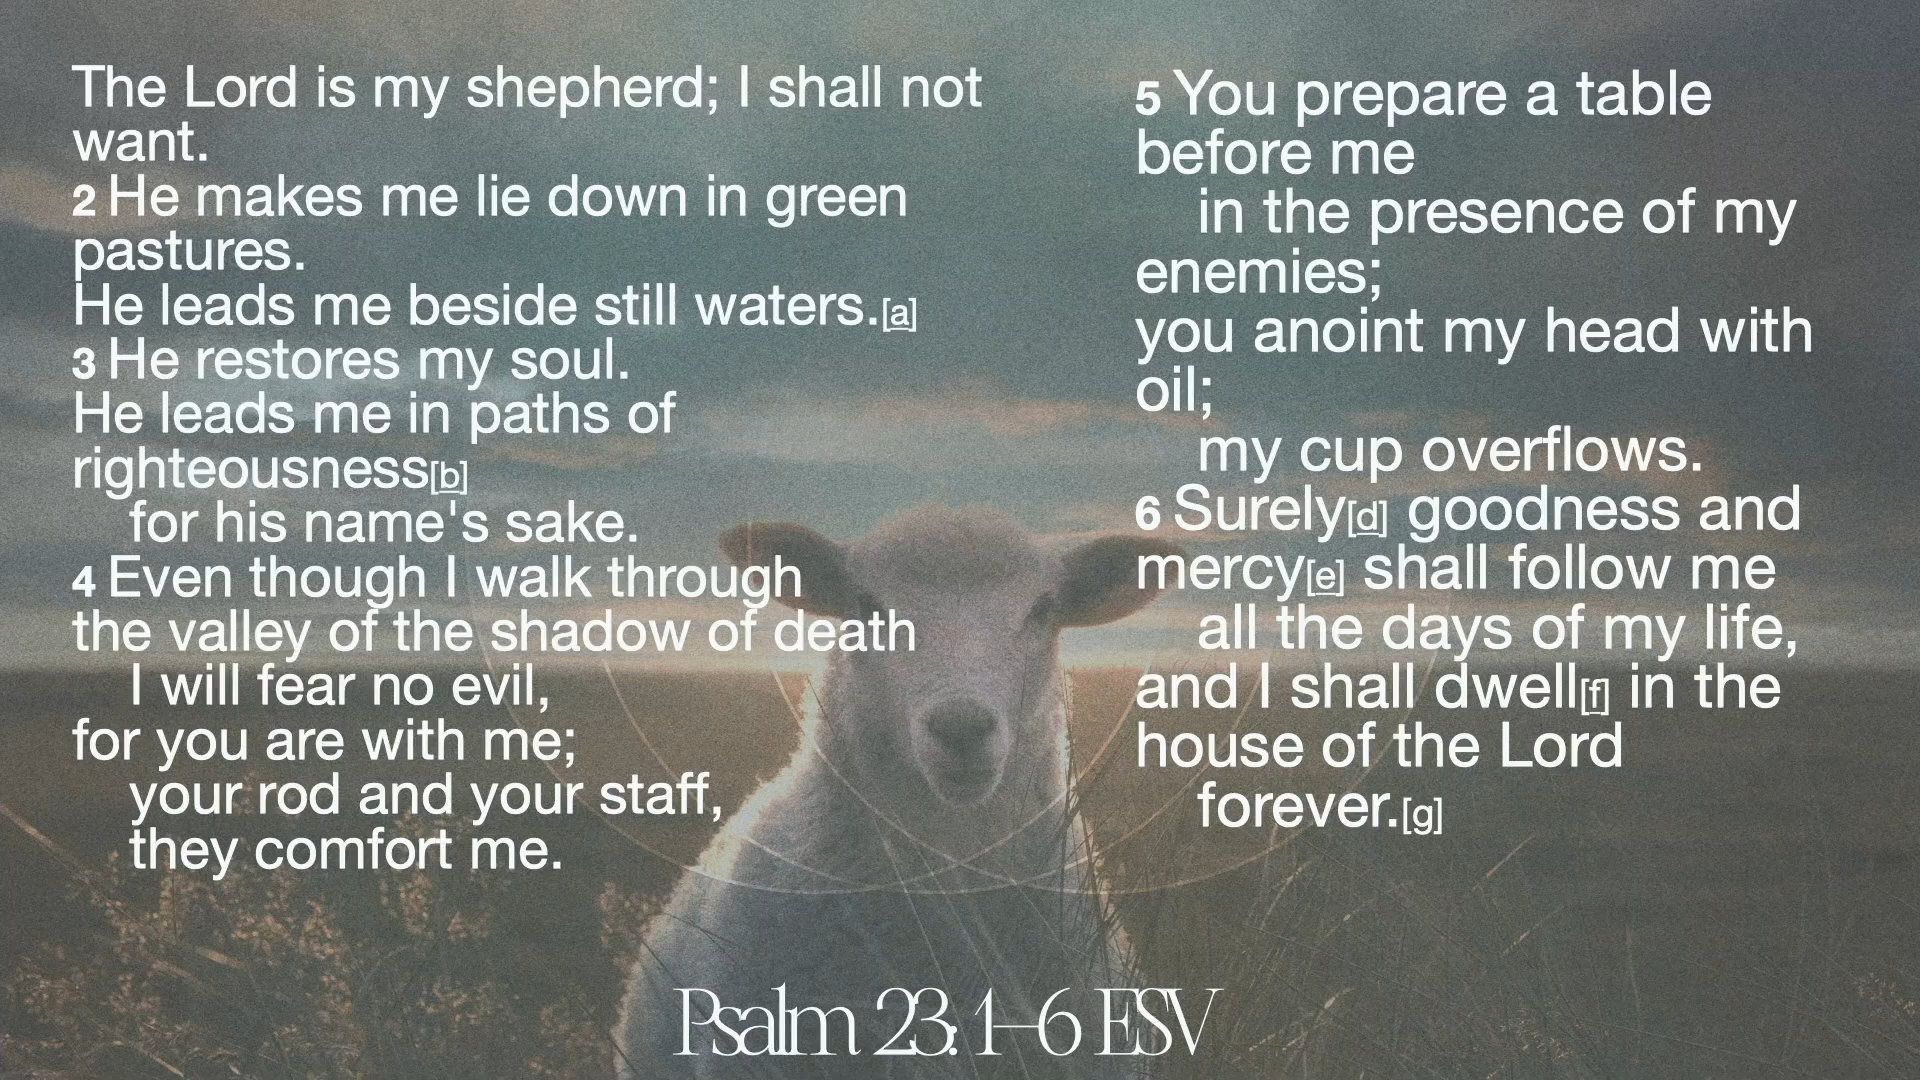 The Lord is my shepherd; I shall not
want.
2 He makes me lie down in green
pastures.
He leads me beside still waters.[a]
3 He restores my soul.
He leads me in paths of
righteousness[b]
for his name's sake.
4 Even though I walk through
the valley of the shadow of death
I will fear no evil,
for you are with me;
your rod and your staff,
they comfort me.
5 You prepare a table
before me
in the presence of my
enemies;
you anoint my head with
oil;
my cup overflows.
6 Surely[d] goodness and
mercy[e] shall follow me
all the days of my life,
and I shall dwell[f] in the
house of the Lord
forever.[g]
Psalm 23: 1–6 ESV